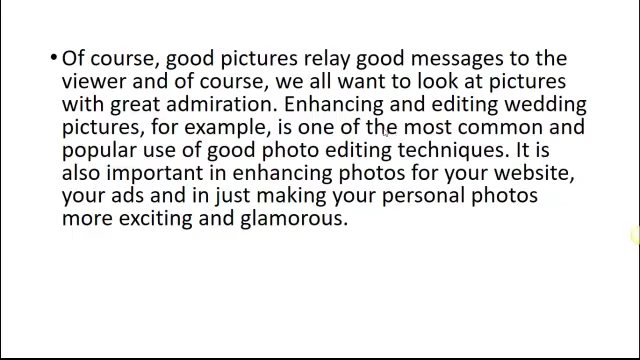 • Of course, good pictures relay good messages to the
viewer and of course, we all want to look at pictures
with great admiration. Enhancing and editing wedding
pictures, for example, is one of the most common and
popular use of good photo editing techniques. It is
also important in enhancing photos for your website,
your ads and in just making your personal photos
more exciting and glamorous.